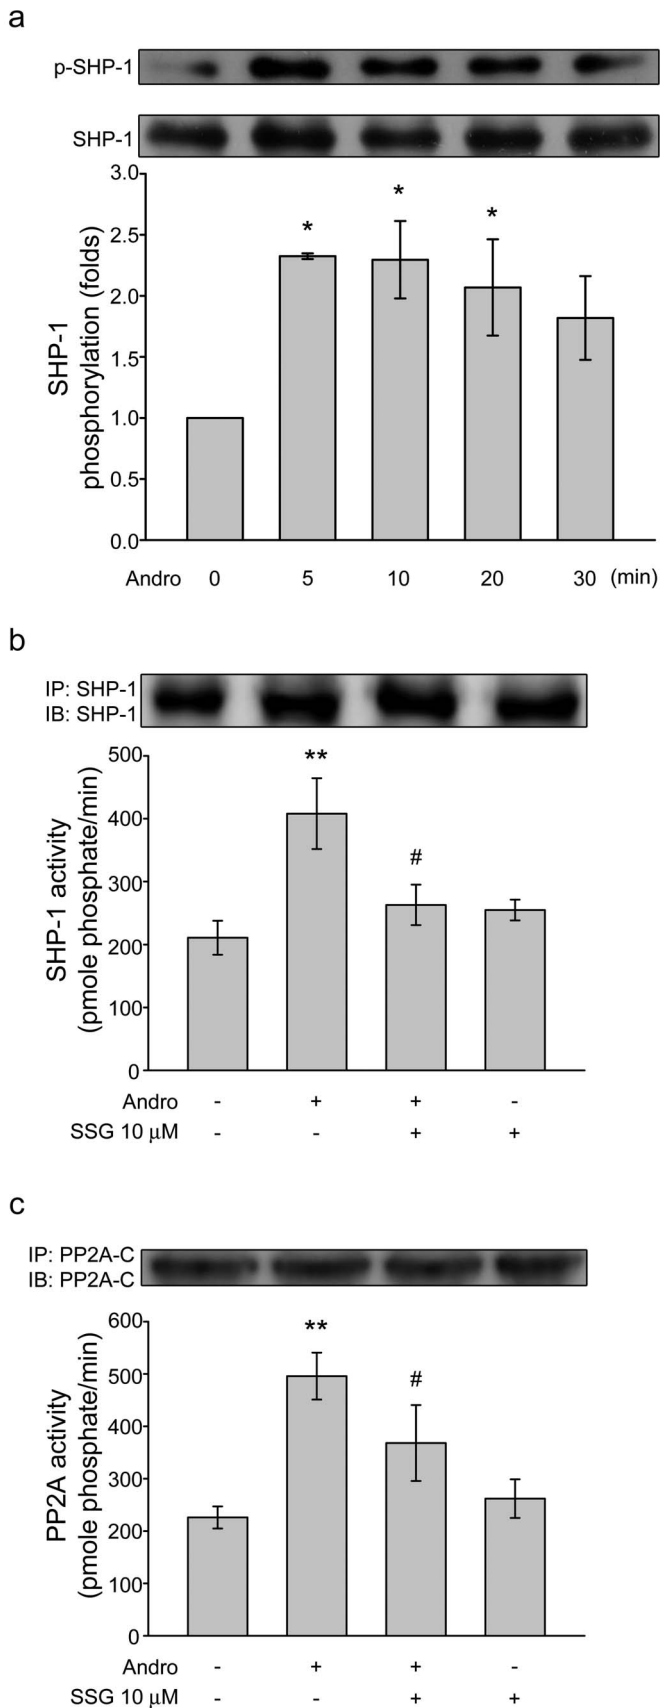 a
p-SHP-1
SHP-1
3.0
2.5
2.0
1.5
1.0
0.5
0.0
SHP-1
phosphorylation (folds)
*
*
*
Andro 0 5 10 20 30 (min)
b
IP: SHP-1
IB: SHP-1
500
400
300
200
100
0
SHP-1 activity
(pmole phosphate/min)
**
#
Andro - + + -
SSG 10 μM - - + +
c
IP: PP2A-C
IB: PP2A-C
600
500
400
300
200
100
0
PP2A activity
(pmole phosphate/min)
**
#
Andro - + + -
SSG 10 μM - - + +